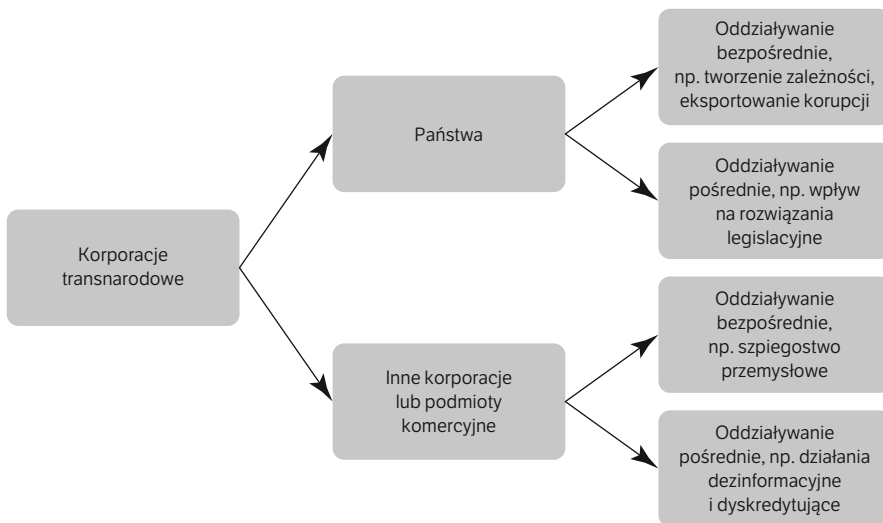 Oddziaływanie
bezpośrednie,
np. tworzenie zależności,
eksportowanie korupcji
Państwa
Oddziaływanie
pośrednie, np. wpływ
na rozwiązania
legislacyjne
Korporacje
transnarodowe
Oddziaływanie
bezpośrednie,
np. szpiegostwo
przemysłowe
Inne korporacje
lub podmioty
komercyjne
Oddziaływanie
pośrednie, np. działania
dezinformacyjne
i dyskredytujące